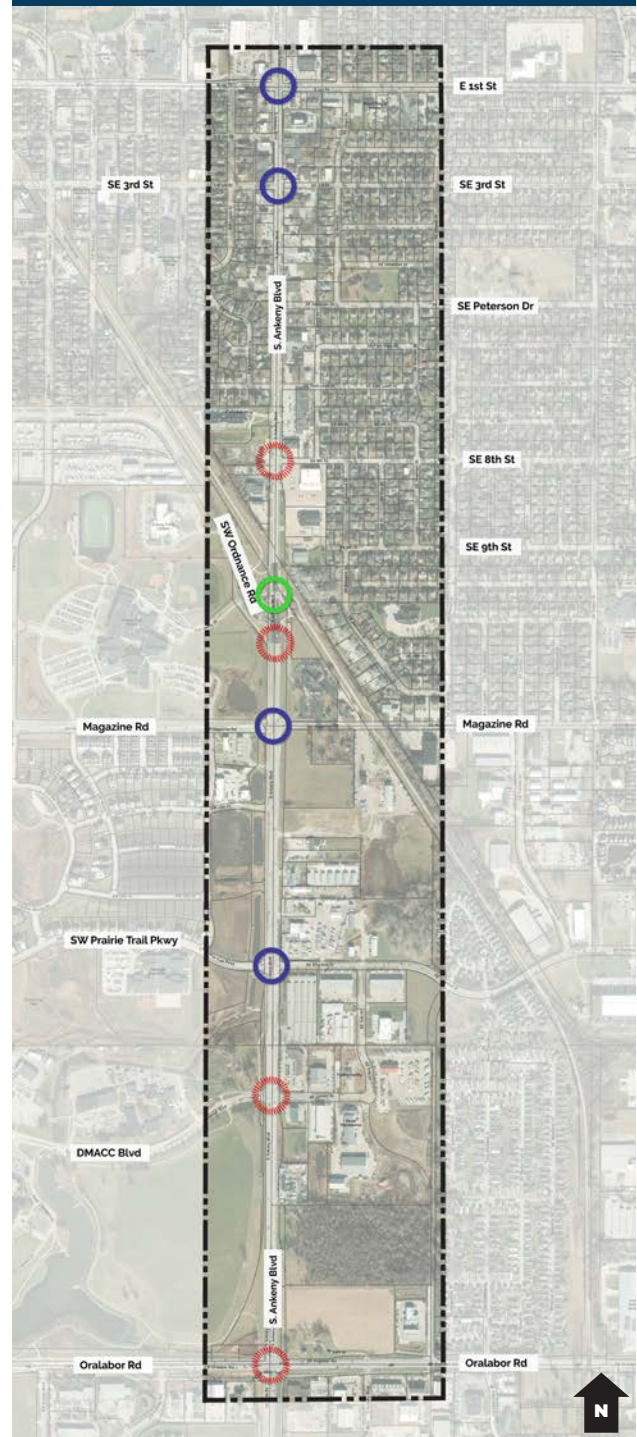 E 1st St
SE 3rd St
SE 3rd St
SE Peterson Dr
S. Ankeny Blvd
SE 8th St
SE 9th St
SW Ordnance Rd
Magazine Rd
Magazine Rd
SW Prairie Trail Pkwy
DMACC Blvd
S. Ankeny Blvd
Oralabor Rd
Oralabor Rd
N